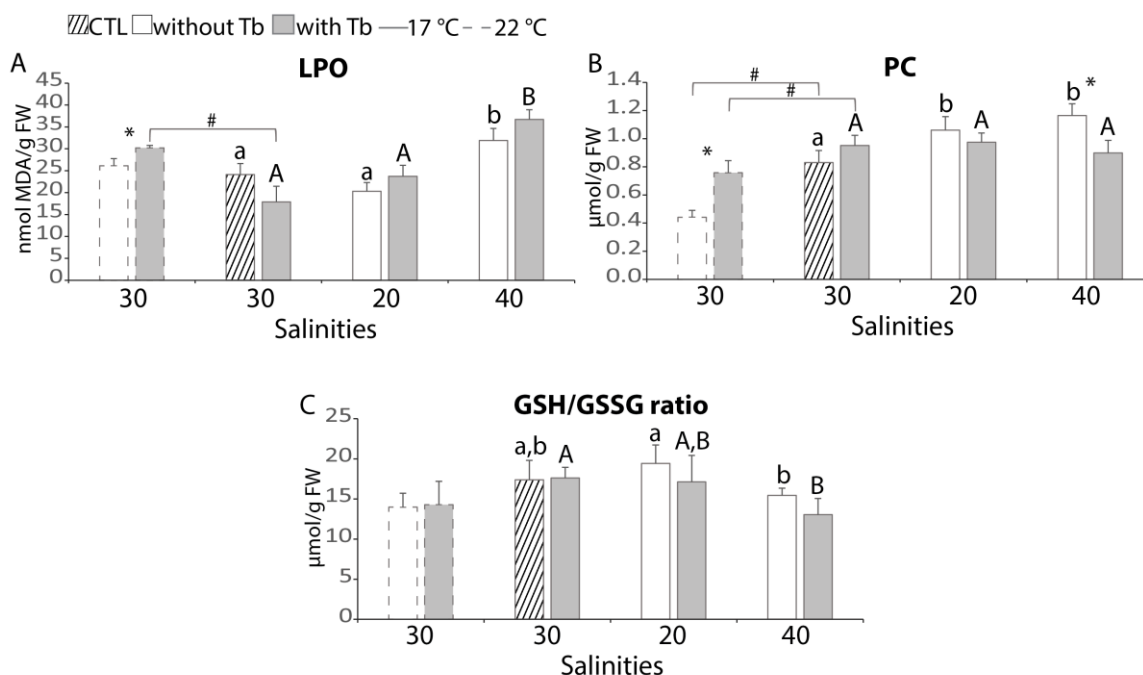 CTL without Tb with Tb 17 °C 22 °C
A LPO
nmol MDA/g FW
45
40
35
30
25
20
15
10
5
0
* # a A a A b B
30 30 20 40
Salinities
B PC
µmol/g FW
1.4
1.2
1.0
0.8
0.6
0.4
0.2
0.0
# # * a A b A b * A
30 30 20 40
Salinities
C GSH/GSSG ratio
µmol/g FW
25
20
15
10
5
0
a,b A a A,B b B
30 30 20 40
Salinities